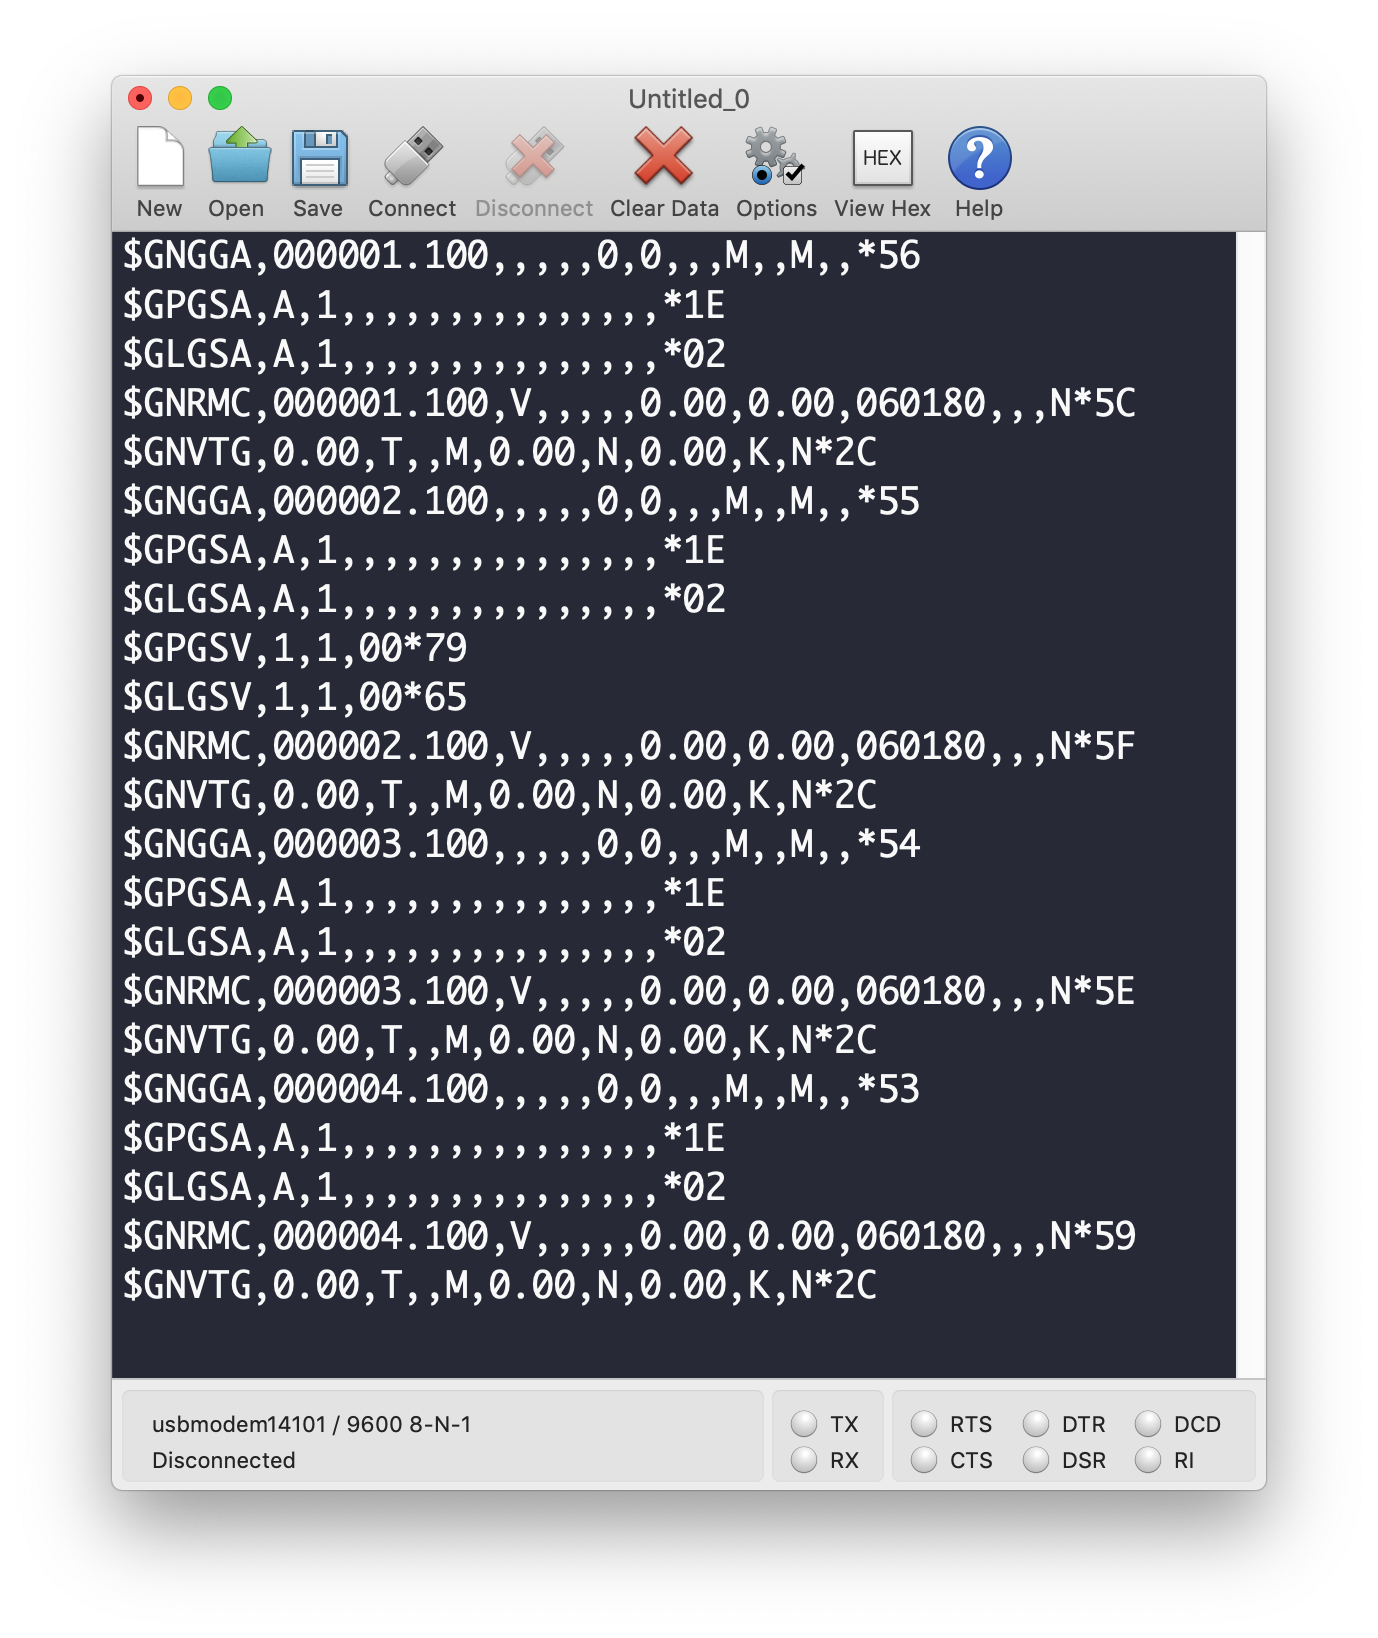 Untitled_0
New Open Save Connect Disconnect Clear Data Options HEX View Hex ? Help
$GNGGA,000001.100,,,,,0,0,,,M,,M,,*56
$GPGSA,A,1,,,,,,,,,,,,,,,*1E
$GLGSA,A,1,,,,,,,,,,,,,,,*02
$GNRMC,000001.100,V,,,,,0.00,0.00,060180,,,N*5C
$GNVTG,0.00,T,,M,0.00,N,0.00,K,N*2C
$GNGGA,000002.100,,,,,0,0,,,M,,M,,*55
$GPGSA,A,1,,,,,,,,,,,,,,,*1E
$GLGSA,A,1,,,,,,,,,,,,,,,*02
$GPGSV,1,1,00*79
$GLGSV,1,1,00*65
$GNRMC,000002.100,V,,,,,0.00,0.00,060180,,,N*5F
$GNVTG,0.00,T,,M,0.00,N,0.00,K,N*2C
$GNGGA,000003.100,,,,,0,0,,,M,,M,,*54
$GPGSA,A,1,,,,,,,,,,,,,,,*1E
$GLGSA,A,1,,,,,,,,,,,,,,,*02
$GNRMC,000003.100,V,,,,,0.00,0.00,060180,,,N*5E
$GNVTG,0.00,T,,M,0.00,N,0.00,K,N*2C
$GNGGA,000004.100,,,,,0,0,,,M,,M,,*53
$GPGSA,A,1,,,,,,,,,,,,,,,*1E
$GLGSA,A,1,,,,,,,,,,,,,,,*02
$GNRMC,000004.100,V,,,,,0.00,0.00,060180,,,N*59
$GNVTG,0.00,T,,M,0.00,N,0.00,K,N*2C
usbmodem14101 / 9600 8-N-1 TX RTS DTR DCD
Disconnected RX CTS DSR RI